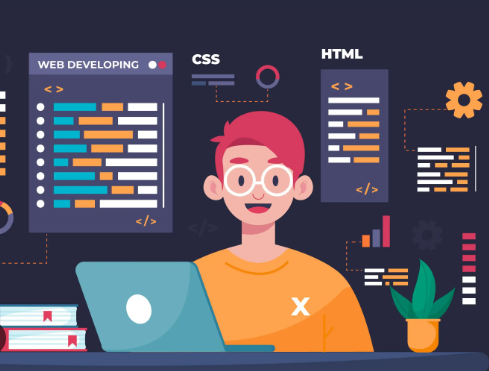 WEB DEVELOPING
CSS
HTML
< >
< >
</>
</>
</>
X